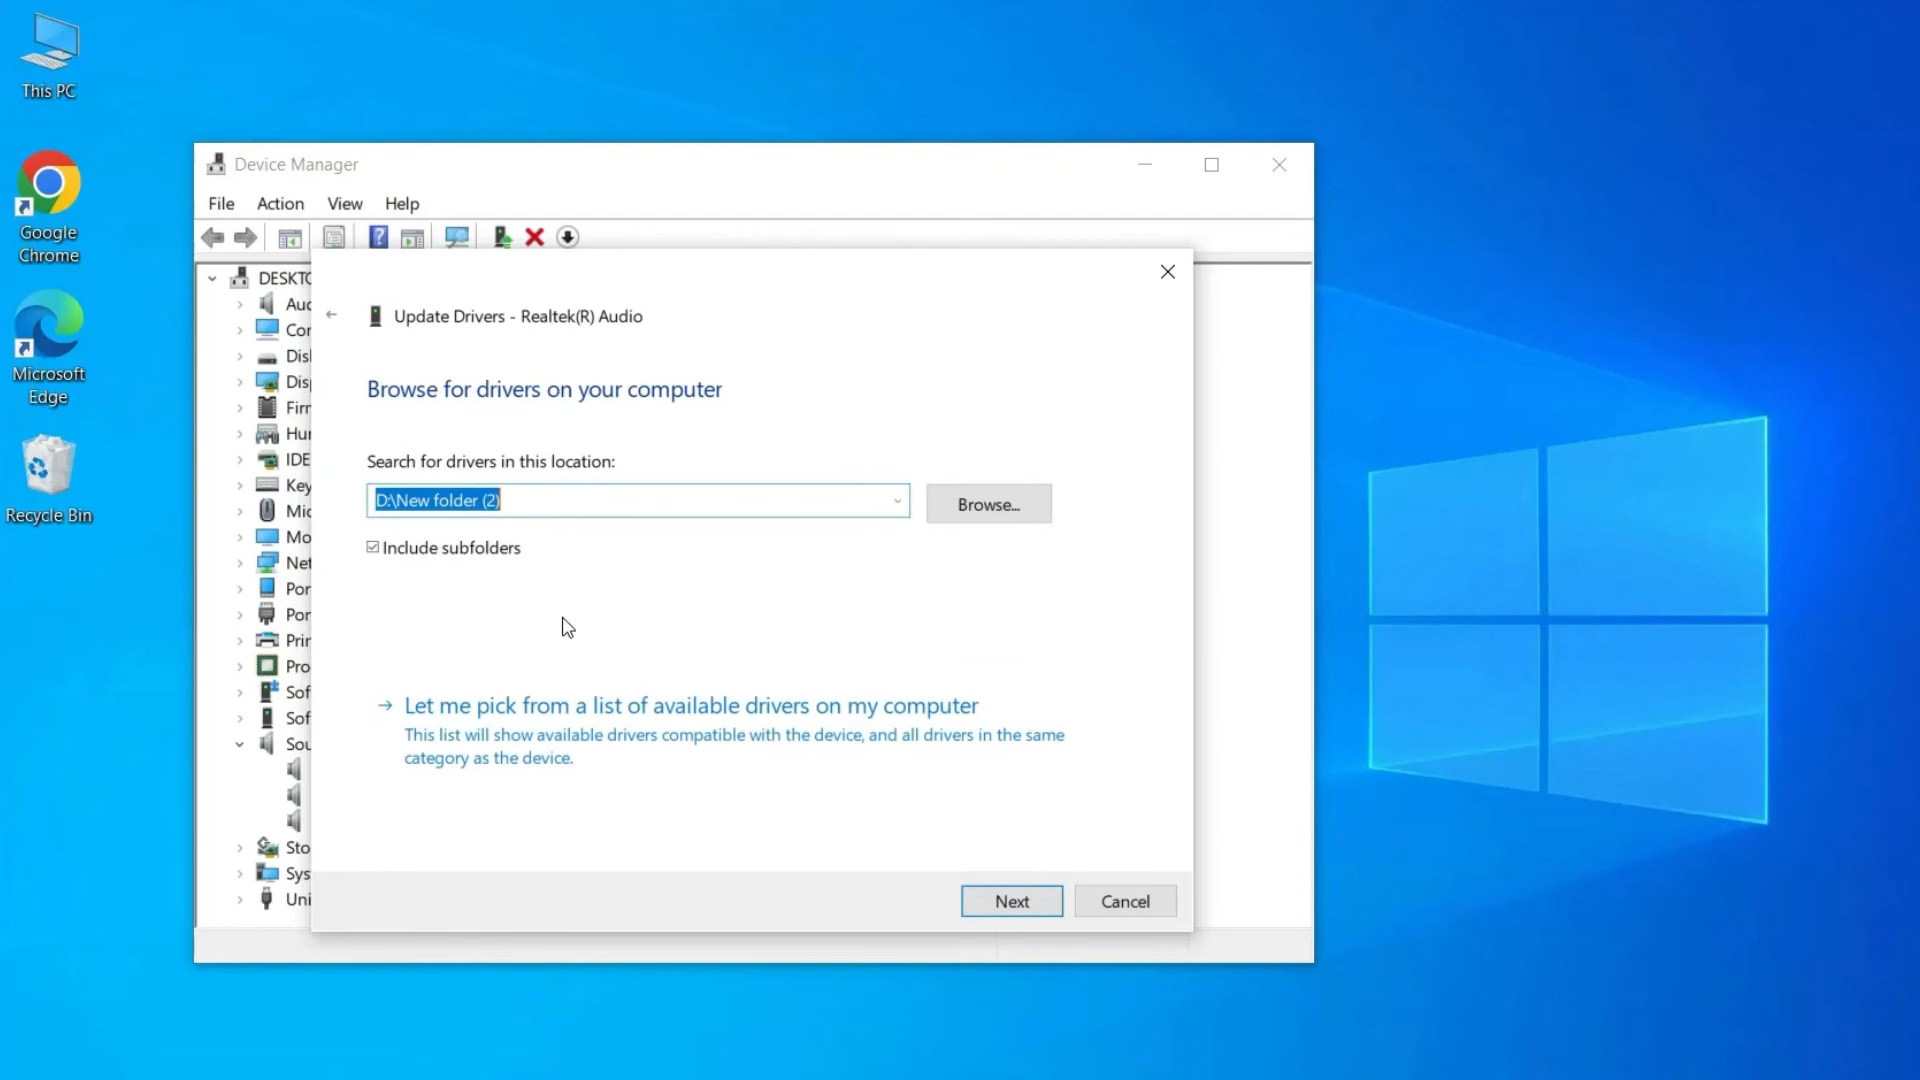 This PC
Google
Chrome
Microsoft
Edge
Recycle Bin
Device Manager
File Action View Help
DESKTO
Auc
Cor
Disl
Disp
Firr
Hur
IDE
Key
Mic
Mo
Net
Por
Por
Prin
Pro
Sof
Sof
Sou
Sto
Sys
Uni
Update Drivers - Realtek(R) Audio
Browse for drivers on your computer
Search for drivers in this location:
D:\New folder (2)
Browse...
Include subfolders
Let me pick from a list of available drivers on my computer
This list will show available drivers compatible with the device, and all drivers in the same
category as the device.
Next
Cancel